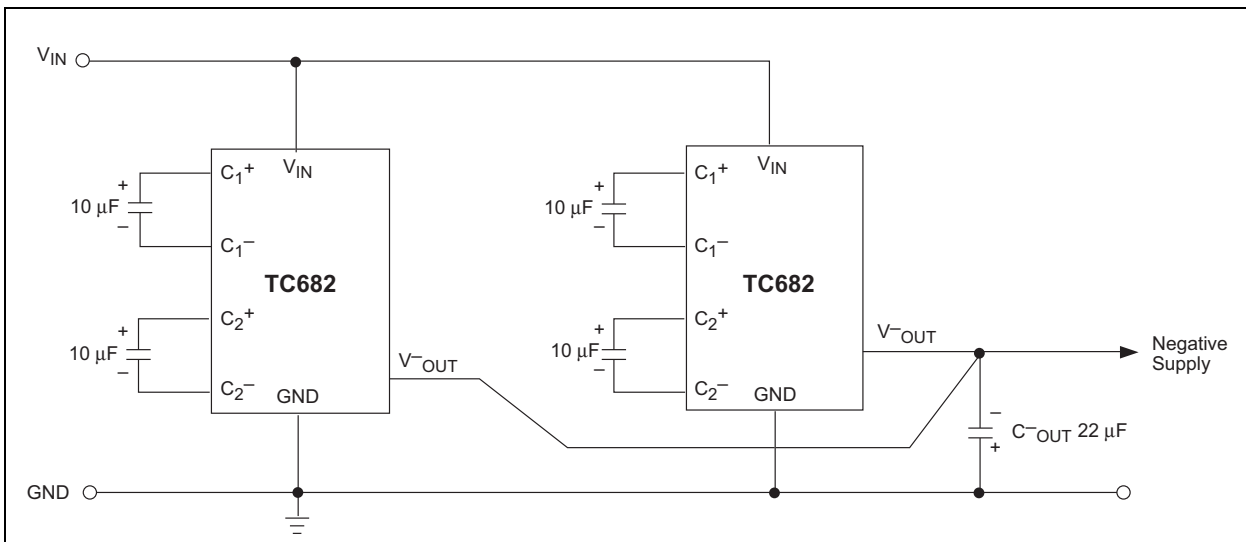 VIN
VIN
C1+
+
10 µF
–
C1–
TC682
C2+
+
10 µF
–
C2–
GND
V–OUT
VIN
C1+
+
10 µF
–
C1–
TC682
C2+
+
10 µF
–
C2–
GND
V–OUT
Negative
Supply
–
C–OUT 22 µF
+
GND